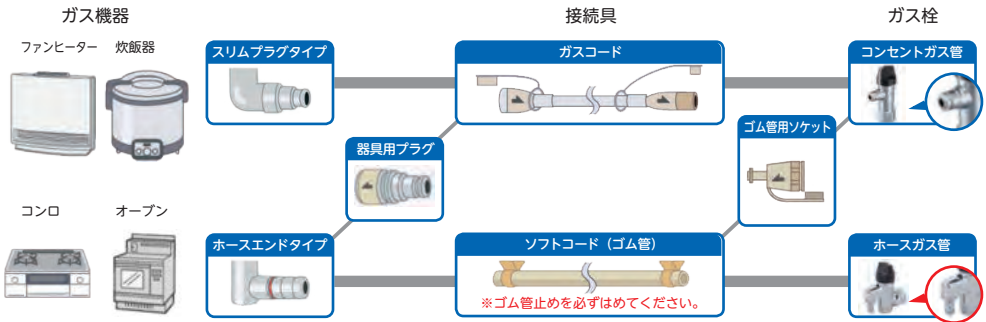 ガス機器
接続具
ガス栓
ファンヒーター
炊飯器
スリムプラグタイプ
ガスコード
コンセントガス管
器具用プラグ
ゴム管用ソケット
コンロ
オーブン
ホースエンドタイプ
ソフトコード（ゴム管）
※ゴム管止めを必ずはめてください。
ホースガス管